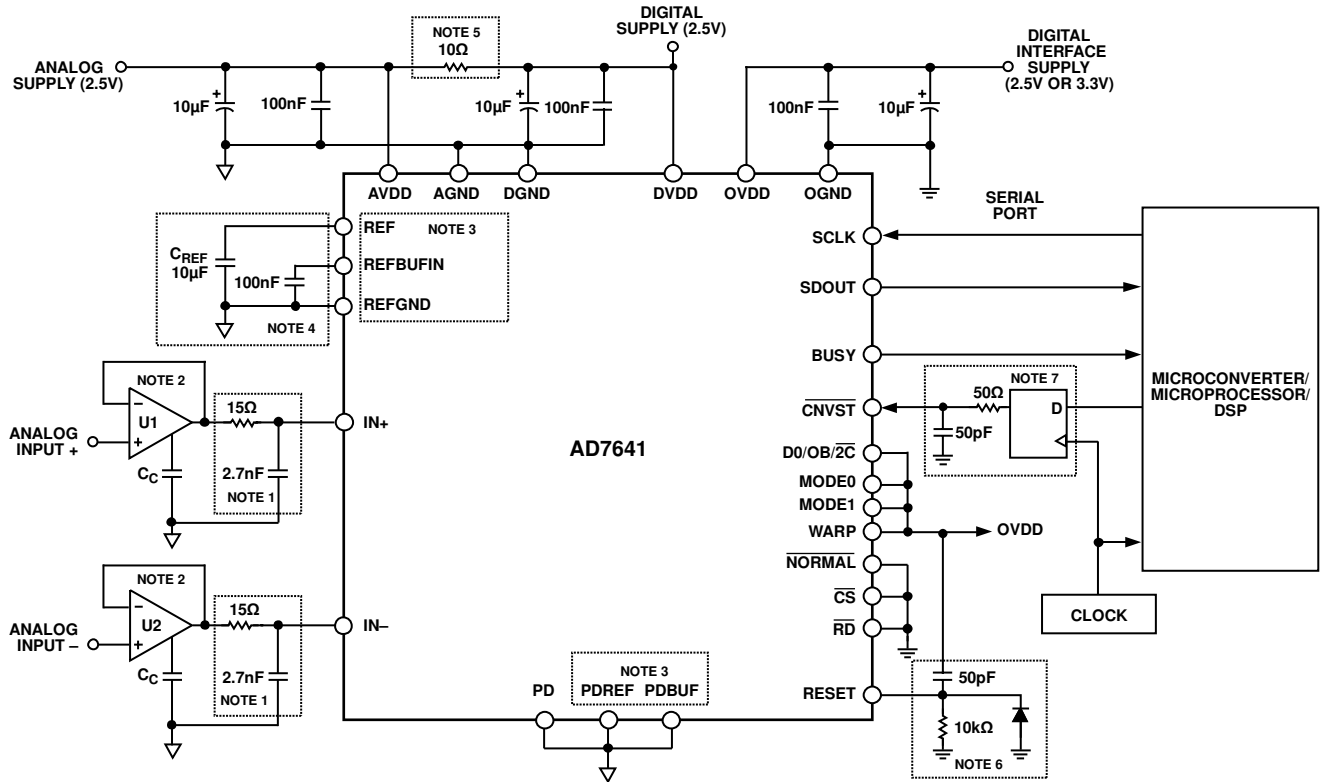 ANALOG
SUPPLY (2.5V)
NOTE 5
10Ω
DIGITAL
SUPPLY (2.5V)
DIGITAL
INTERFACE
SUPPLY
(2.5V OR 3.3V)
10µF
+
100nF
10µF
+
100nF
100nF
10µF
+
AVDD
AGND
DGND
DVDD
OVDD
OGND
CREF
10µF
100nF
NOTE 4
REF
REFBUFIN
REFGND
NOTE 3
SERIAL
PORT
SCLK
SDOUT
BUSY
CNVST
D0/OB/2C
MODE0
MODE1
WARP
NORMAL
CS
RD
RESET
NOTE 7
50Ω
D
50pF
MICROCONVERTER/
MICROPROCESSOR/
DSP
OVDD
CLOCK
AD7641
NOTE 2
–
U1
+
ANALOG
INPUT +
CC
15Ω
2.7nF
NOTE 1
IN+
NOTE 2
–
U2
+
ANALOG
INPUT –
CC
15Ω
2.7nF
NOTE 1
IN–
PD
NOTE 3
PDREF PDBUF
50pF
10kΩ
NOTE 6